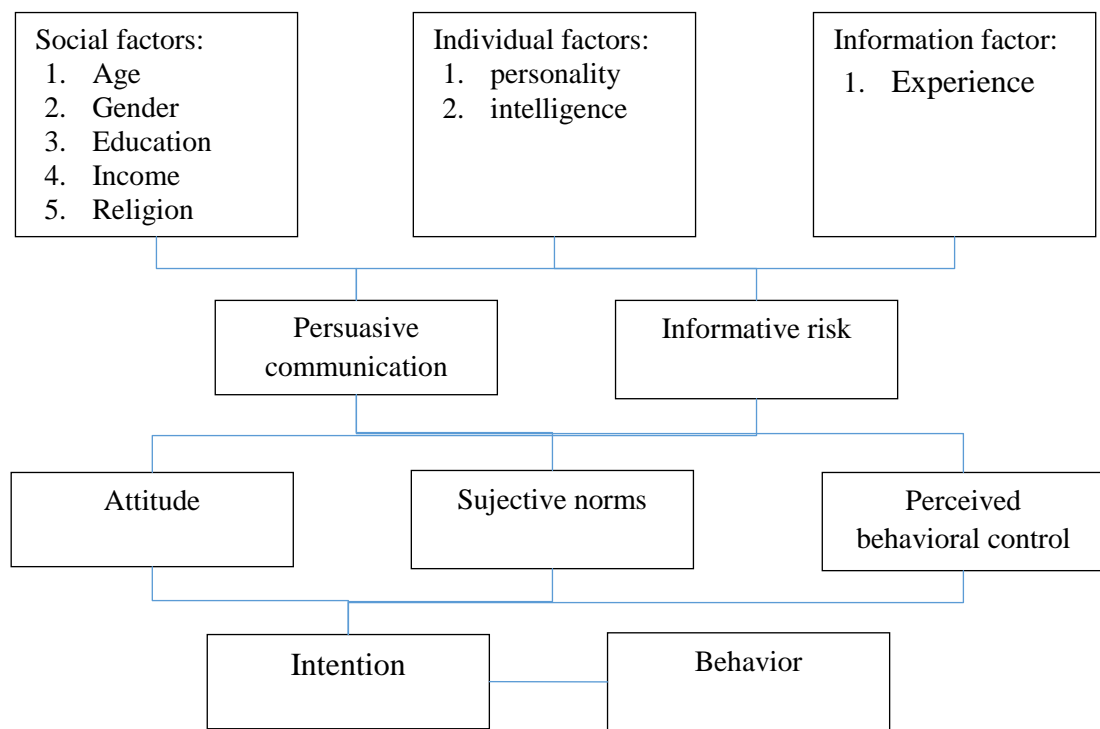 Social factors:
1. Age
2. Gender
3. Education
4. Income
5. Religion
Individual factors:
1. personality
2. intelligence
Information factor:
1. Experience
Persuasive
communication
Informative risk
Attitude
Sujective norms
Perceived
behavioral control
Intention
Behavior